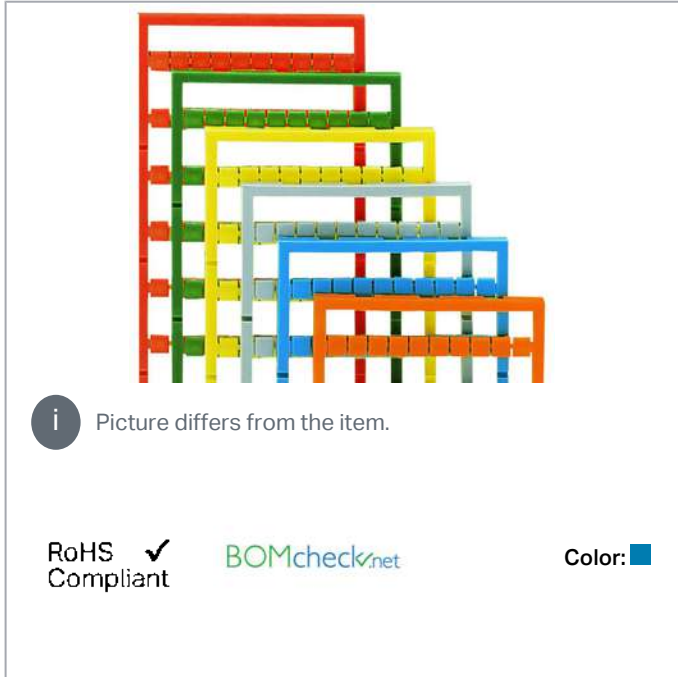 i Picture differs from the item.
RoHS ✓
Compliant
BOMcheck.net
Color: